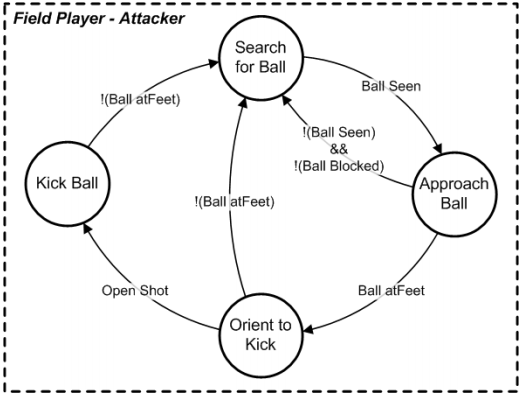 Field Player - Attacker
Search
for Ball
Ball Seen
!(Ball atFeet)
!(Ball Seen)
&&
!(Ball Blocked)
Kick Ball
Approach
Ball
!(Ball atFeet)
Open Shot
Ball atFeet
Orient to
Kick